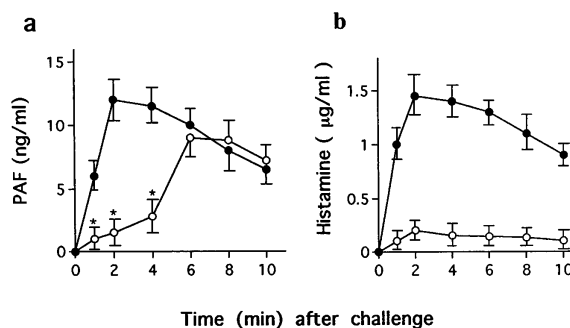 a
b
15
10
5
0
PAF (ng/ml)
* * *
0 2 4 6 8 10
1.5
1
0.5
0
Histamine ( μg/ml)
0 2 4 6 8 10
Time (min) after challenge